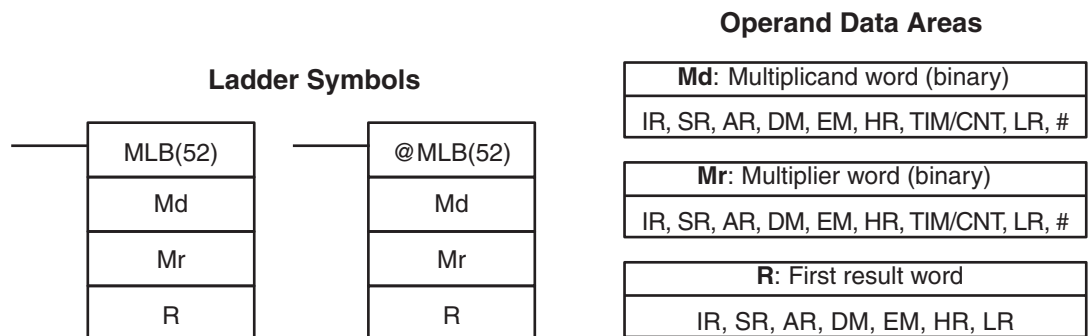 Operand Data Areas
Ladder Symbols
MLB(52)
Md
Mr
R
@MLB(52)
Md
Mr
R
Md: Multiplicand word (binary)
IR, SR, AR, DM, EM, HR, TIM/CNT, LR, #
Mr: Multiplier word (binary)
IR, SR, AR, DM, EM, HR, TIM/CNT, LR, #
R: First result word
IR, SR, AR, DM, EM, HR, LR